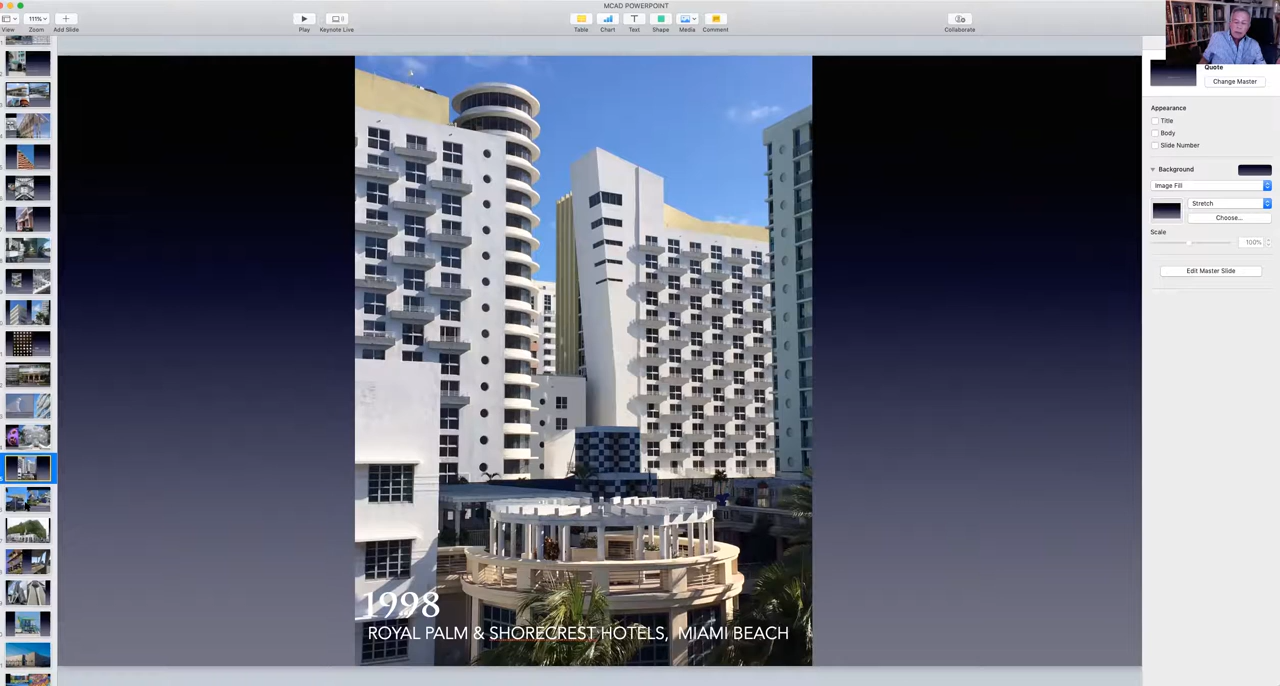 MCAD POWERPOINT
111%
View
Zoom
Add Slide
Play
Keynote Live
Table
Chart
Text
Shape
Media
Comment
Collaborate
Quote
Change Master
Appearance
Title
Body
Slide Number
Background
Image Fill
Stretch
Choose...
Scale
100%
Edit Master Slide
1998
ROYAL PALM & SHORECREST HOTELS, MIAMI BEACH